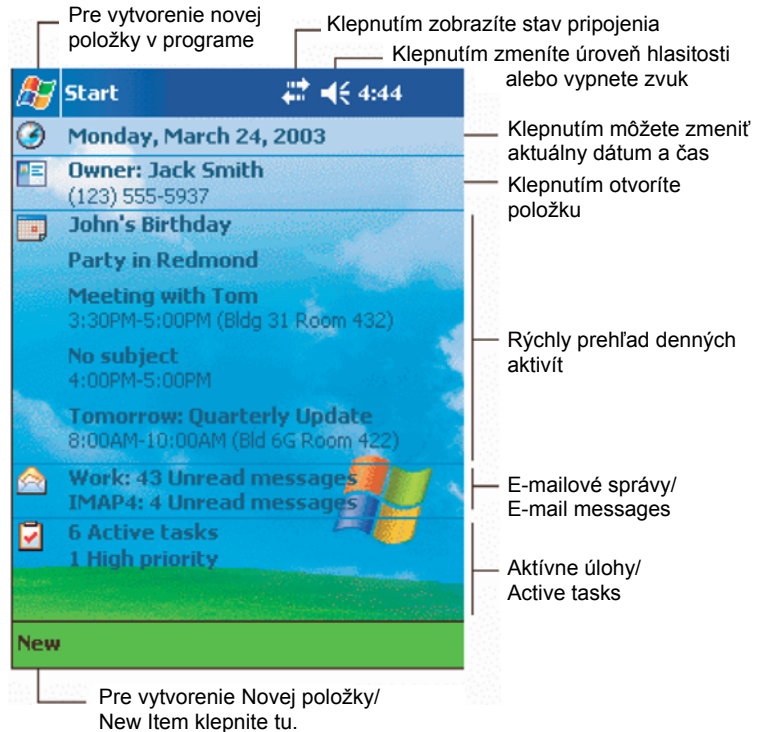 Pre vytvorenie novej
položky v programe
Klepnutím zobrazíte stav pripojenia
Klepnutím zmeníte úroveň hlasitosti
alebo vypnete zvuk
Start 4:44
Monday, March 24, 2003
Klepnutím môžete zmeniť
aktuálny dátum a čas
Owner: Jack Smith
(123) 555-5937
Klepnutím otvoríte
položku
John's Birthday
Party in Redmond
Meeting with Tom
3:30PM-5:00PM (Bldg 31 Room 432)
No subject
4:00PM-5:00PM
Tomorrow: Quarterly Update
8:00AM-10:00AM (Bld 6G Room 422)
Rýchly prehľad denných
aktivít
Work: 43 Unread messages
IMAP4: 4 Unread messages
E-mailové správy/
E-mail messages
6 Active tasks
1 High priority
Aktívne úlohy/
Active tasks
New
Pre vytvorenie Novej položky/
New Item klepnite tu.